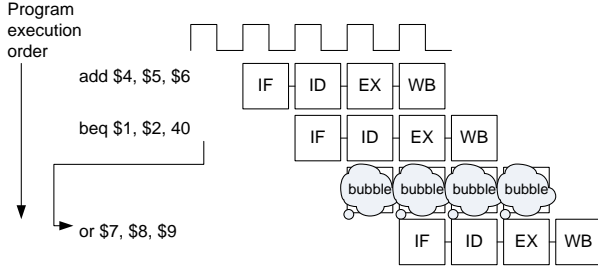 Program
execution
order
add $4, $5, $6
IF ID EX WB
beq $1, $2, 40
IF ID EX WB
bubble bubble bubble bubble
or $7, $8, $9
IF ID EX WB